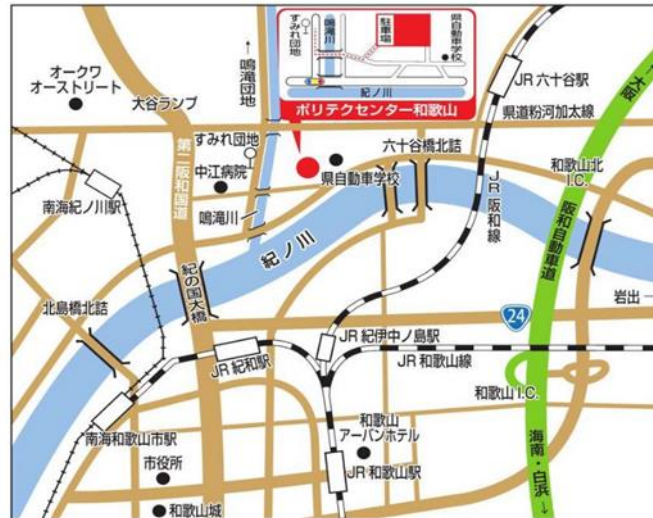 すみれ団地
鳴滝川
駐車場
県自動車学校
紀ノ川
ポリテクセンター和歌山
←鳴滝団地
オークワ
オーストリート
大谷ランプ
第二阪和国道
すみれ団地
中江病院
鳴滝川
県自動車学校
六十谷橋北詰
JR六十谷駅
県道粉河加太線
←大阪
和歌山北
I.C.
阪和自動車道
JR阪和線
南海紀ノ川駅
紀ノ川
紀の国大橋
北島橋北詰
岩出→
24
JR紀和駅
JR紀伊中ノ島駅
JR和歌山線
和歌山I.C.
南海和歌山市駅
和歌山
アーバンホテル
市役所
JR和歌山駅
和歌山城
海南・白浜→